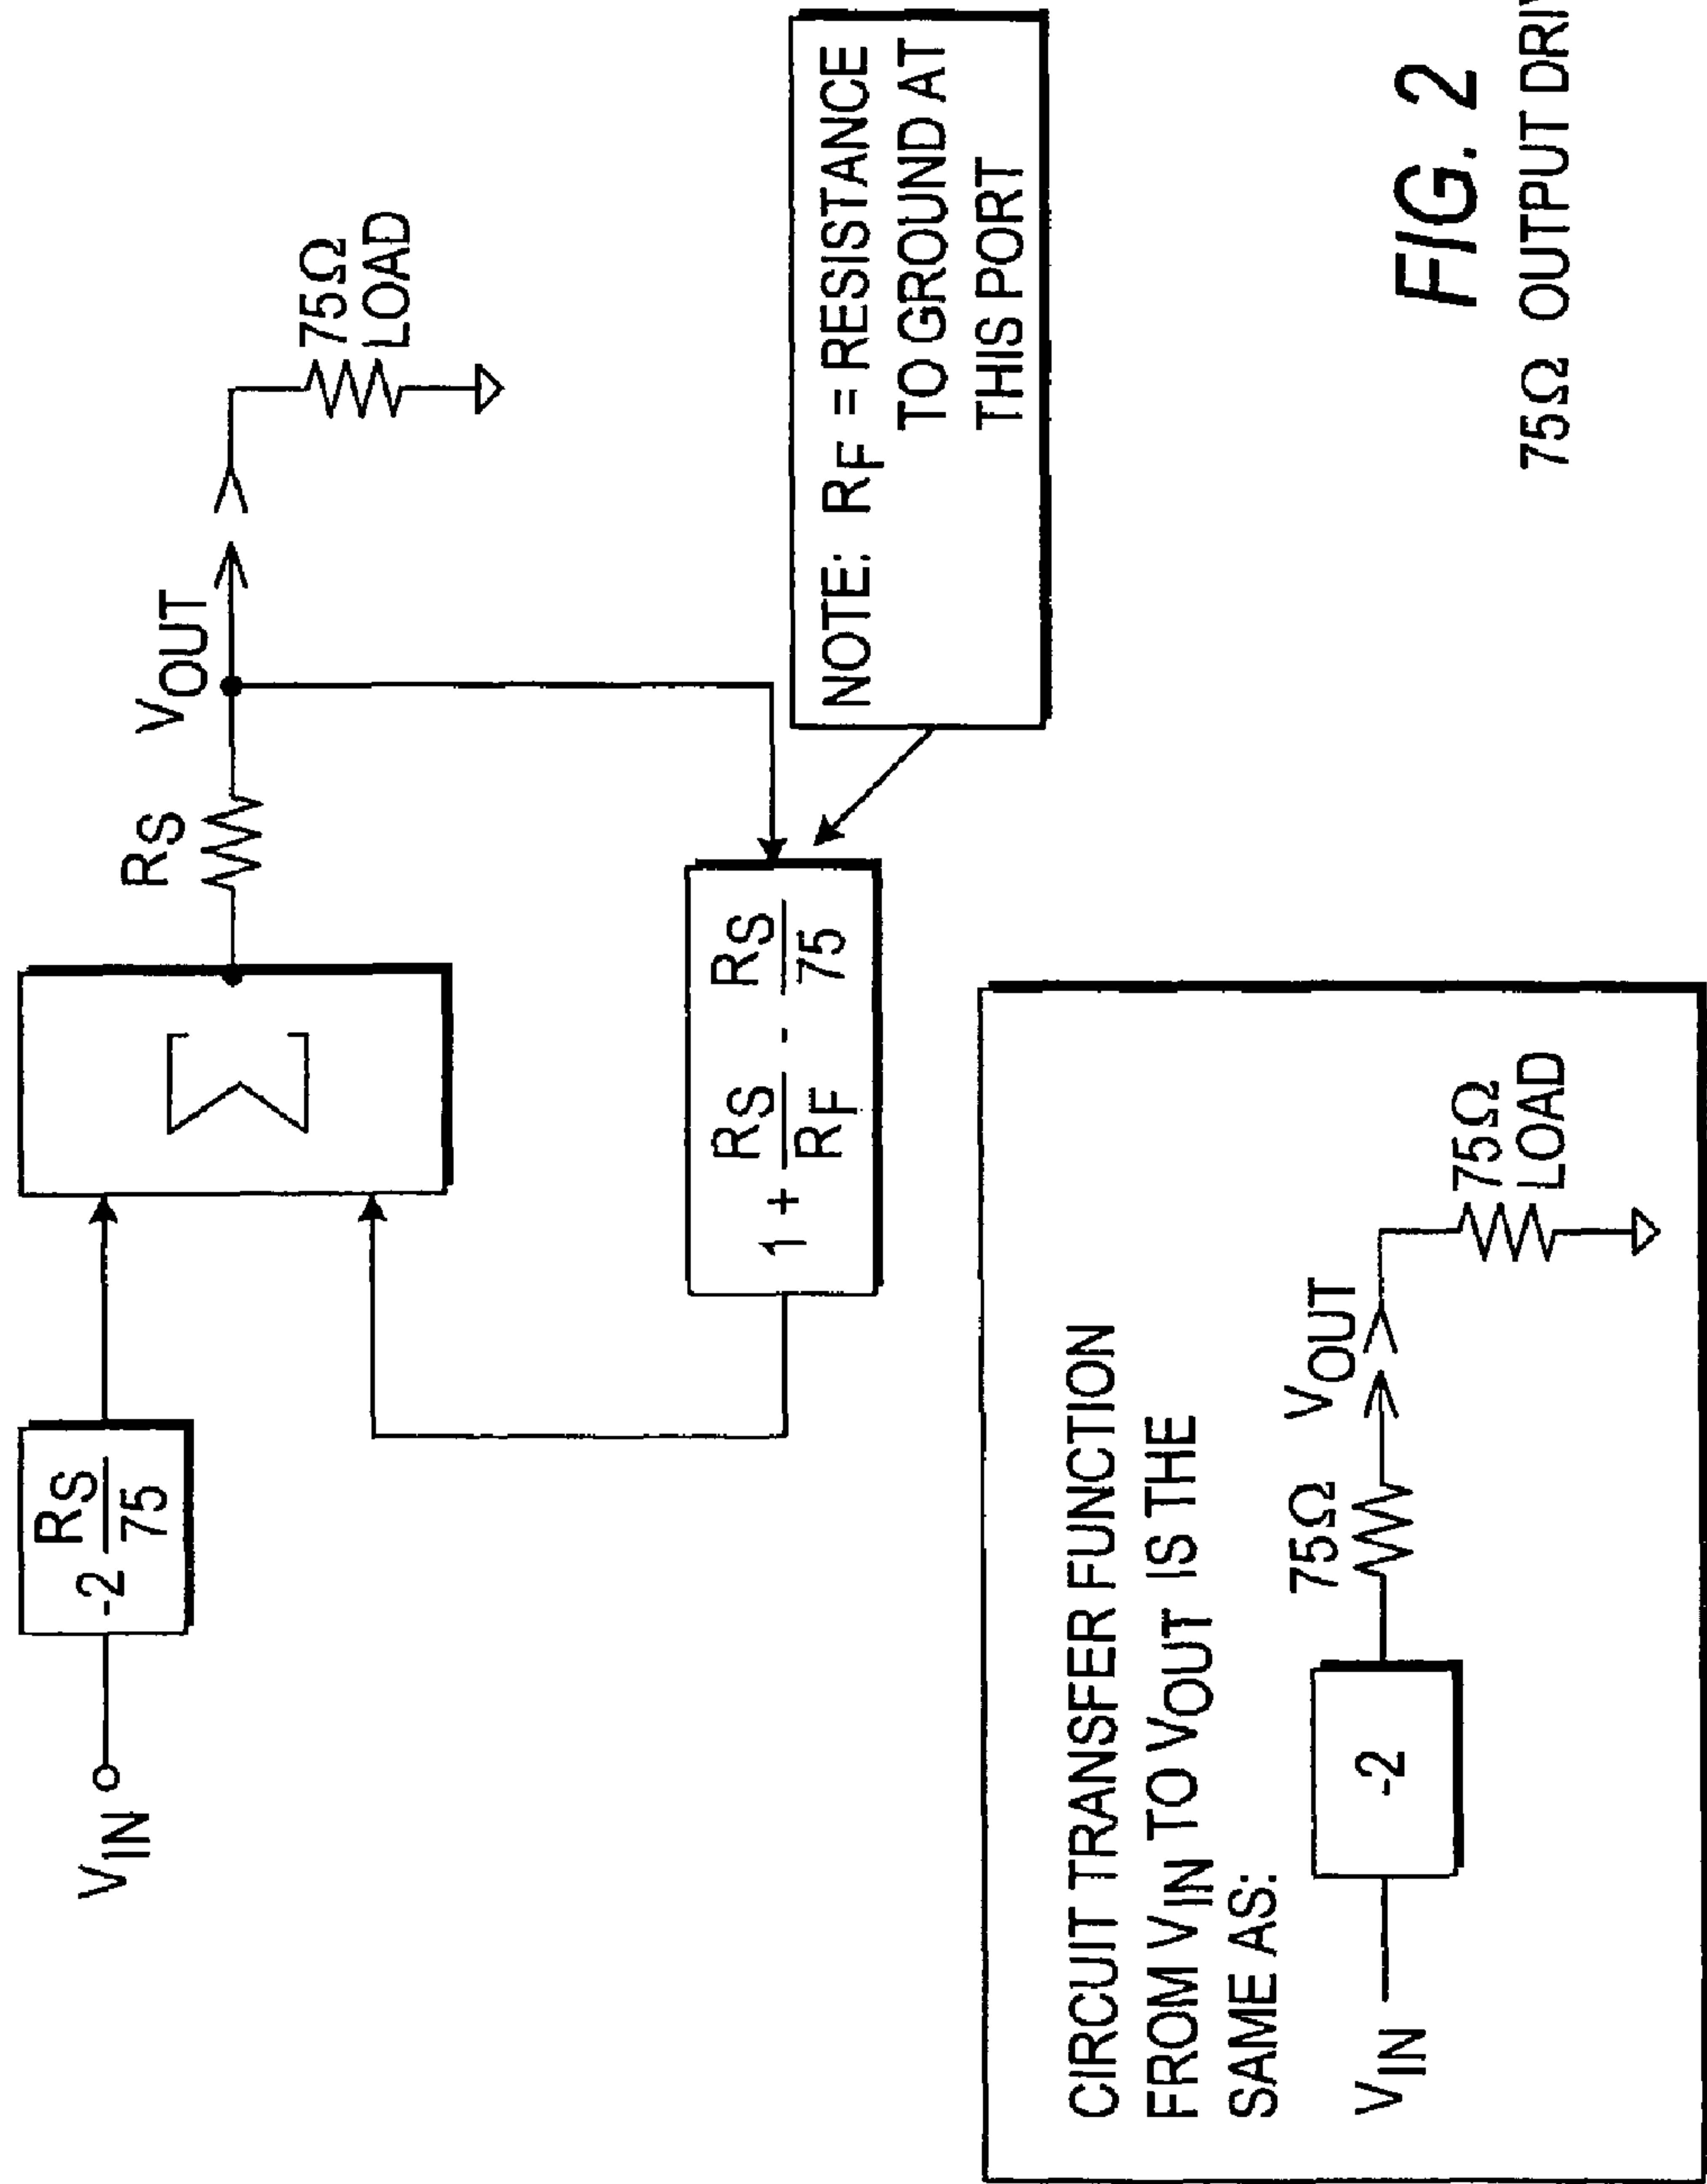 V_IN
-2 R_S/75
Σ
R_S
V_OUT
75Ω
LOAD
1 + R_S/R_F - R_S/75
NOTE: R_F = RESISTANCE
TO GROUND AT
THIS PORT
CIRCUIT TRANSFER FUNCTION
FROM V_IN TO V_OUT IS THE
SAME AS:
V_IN
-2
75Ω
V_OUT
75Ω
LOAD
FIG. 2
75Ω OUTPUT